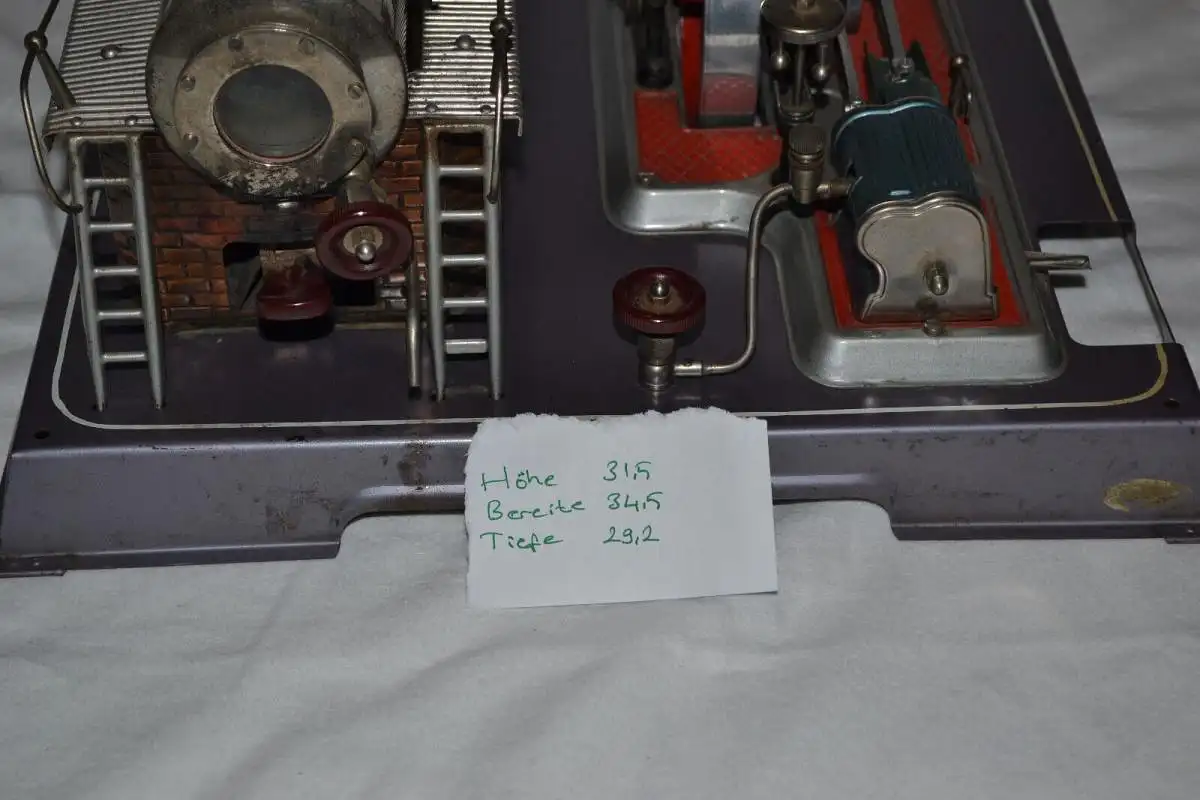 Höhe 31,5
Bereite 34,5
Tiefe 29,2